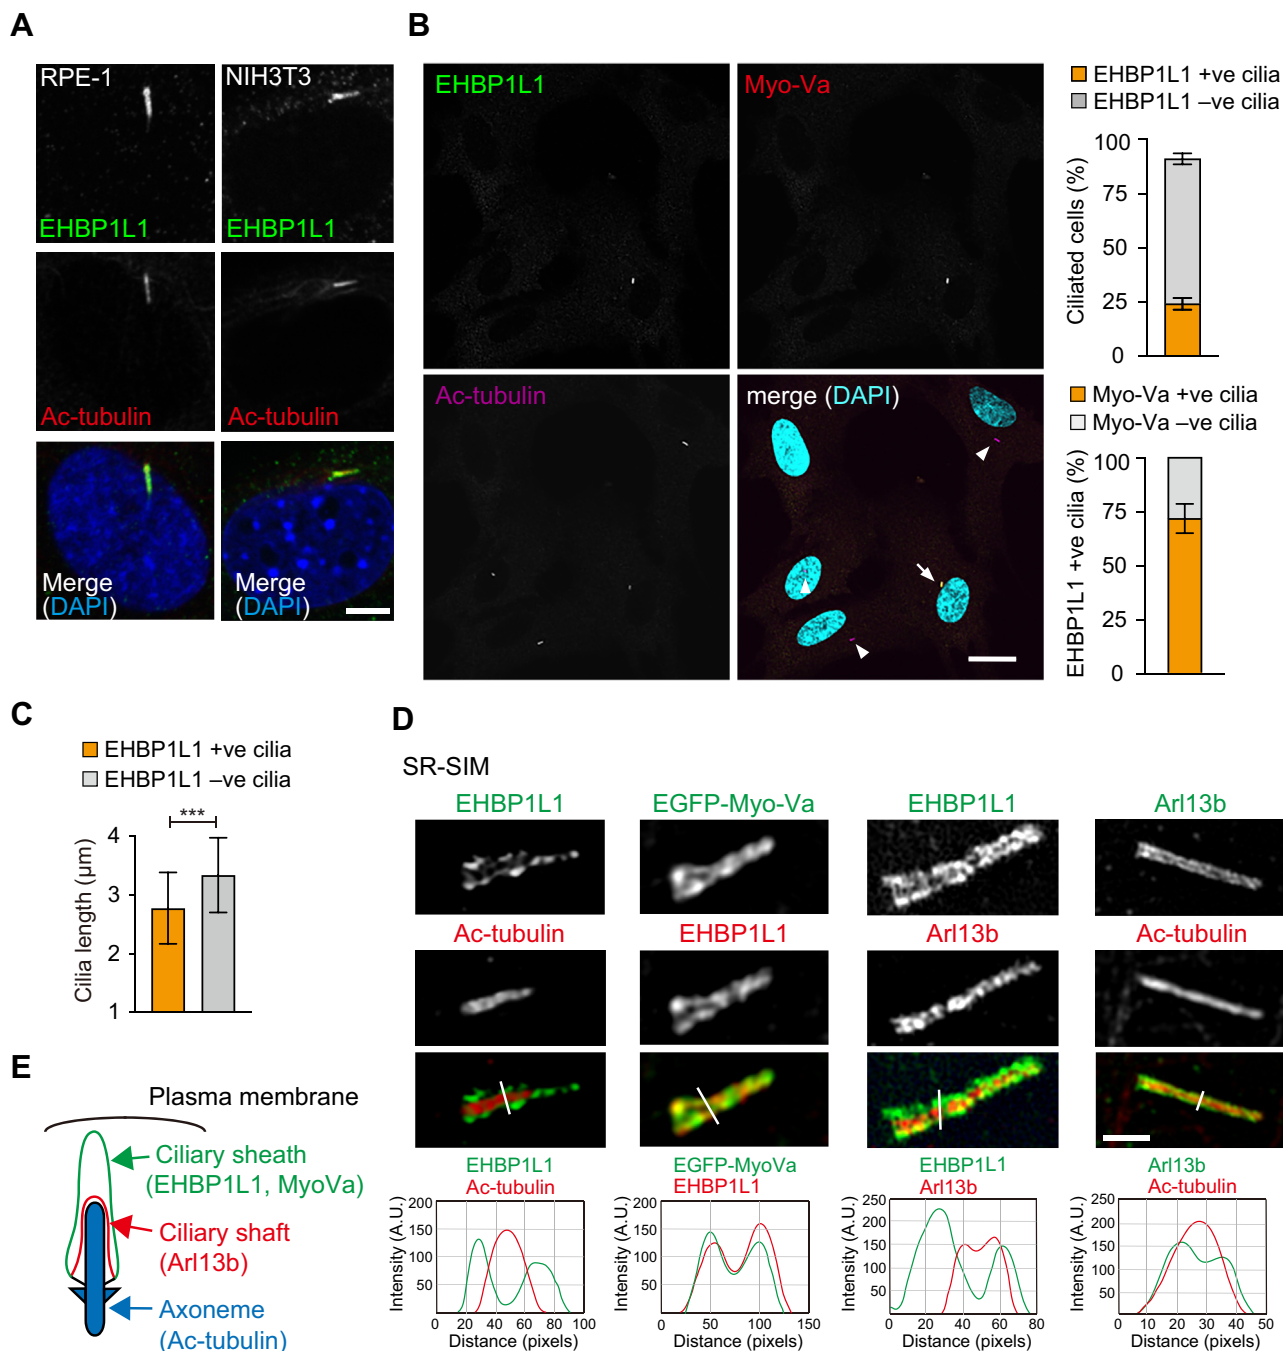 A
RPE-1
NIH3T3
EHBP1L1
EHBP1L1
Ac-tubulin
Ac-tubulin
Merge
(DAPI)
Merge
(DAPI)
B
EHBP1L1
Myo-Va
Ac-tubulin
merge (DAPI)
EHBP1L1 +ve cilia
EHBP1L1 –ve cilia
Ciliated cells (%)
100
75
50
25
0
Myo-Va +ve cilia
Myo-Va –ve cilia
EHBP1L1 +ve cilia (%)
100
75
50
25
0
C
EHBP1L1 +ve cilia
EHBP1L1 –ve cilia
***
Cilia length (µm)
4
3
2
1
D
SR-SIM
EHBP1L1
EGFP-Myo-Va
EHBP1L1
Arl13b
Ac-tubulin
EHBP1L1
Arl13b
Ac-tubulin
EHBP1L1
Ac-tubulin
Intensity (A.U.)
200
150
100
50
0 20 40 60 80 100
Distance (pixels)
EGFP-MyoVa
EHBP1L1
Intensity (A.U.)
200
150
100
50
0 50 100 150
Distance (pixels)
EHBP1L1
Arl13b
Intensity (A.U.)
250
200
150
100
50
0 20 40 60 80
Distance (pixels)
Arl13b
Ac-tubulin
Intensity (A.U.)
250
200
150
100
50
0 10 20 30 40 50
Distance (pixels)
E
Plasma membrane
Ciliary sheath
(EHBP1L1, MyoVa)
Ciliary shaft
(Arl13b)
Axoneme
(Ac-tubulin)